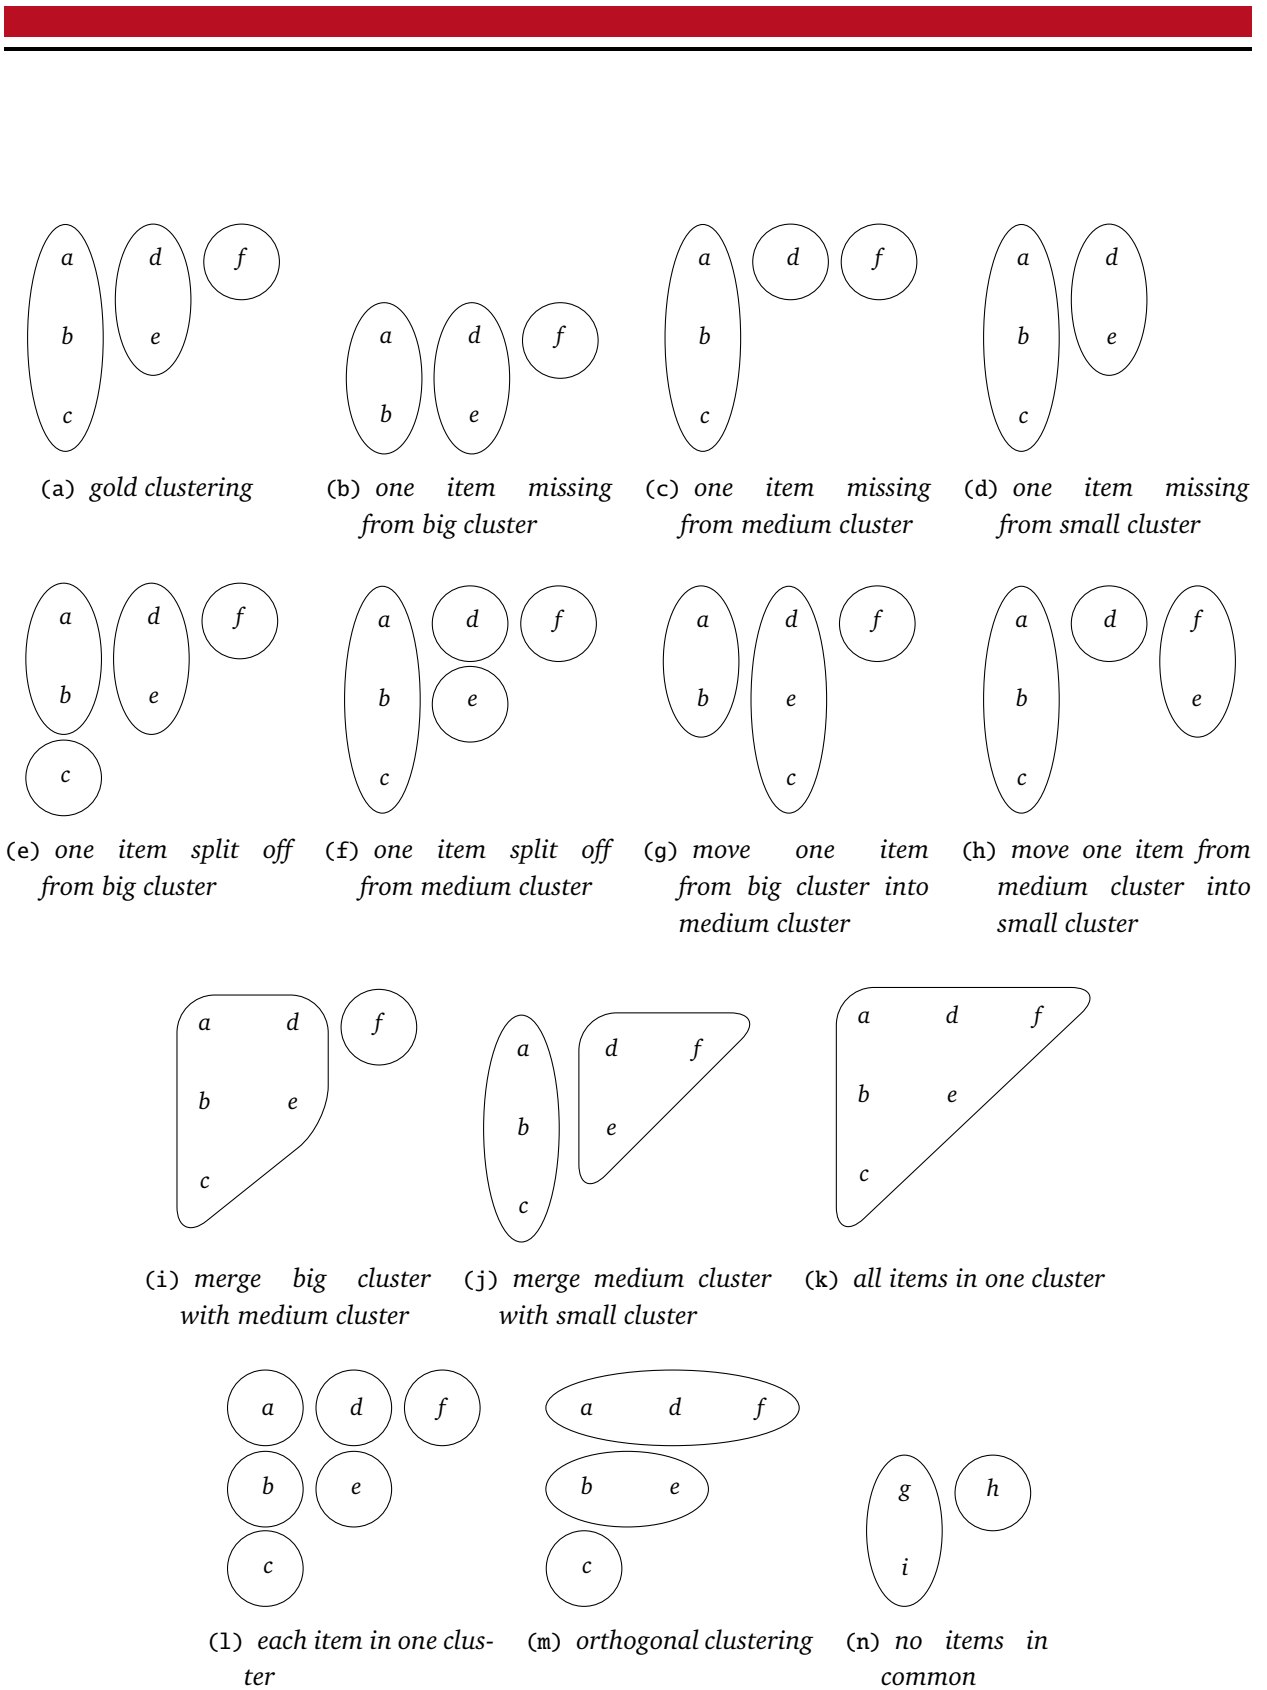 a d f
a d f
a d f
a d
b e
b e
b
b e
c
a b
d e
f
c
c
(a) gold clustering
(b) one item missing
from big cluster
(c) one item missing
from medium cluster
(d) one item missing
from small cluster
a d f
a d f
a d f
a d f
b e
b e
b e
b e
c
c
c
c
(e) one item split off
from big cluster
(f) one item split off
from medium cluster
(g) move one item
from big cluster into
medium cluster
(h) move one item from
medium cluster into
small cluster
a d f
b e
c
a d f
b e
c
a d f
b e
c
(i) merge big cluster
with medium cluster
(j) merge medium cluster
with small cluster
(k) all items in one cluster
a d f
b e
c
a d f
b e
c
g h
i
(l) each item in one clus-
ter
(m) orthogonal clustering
(n) no items in
common